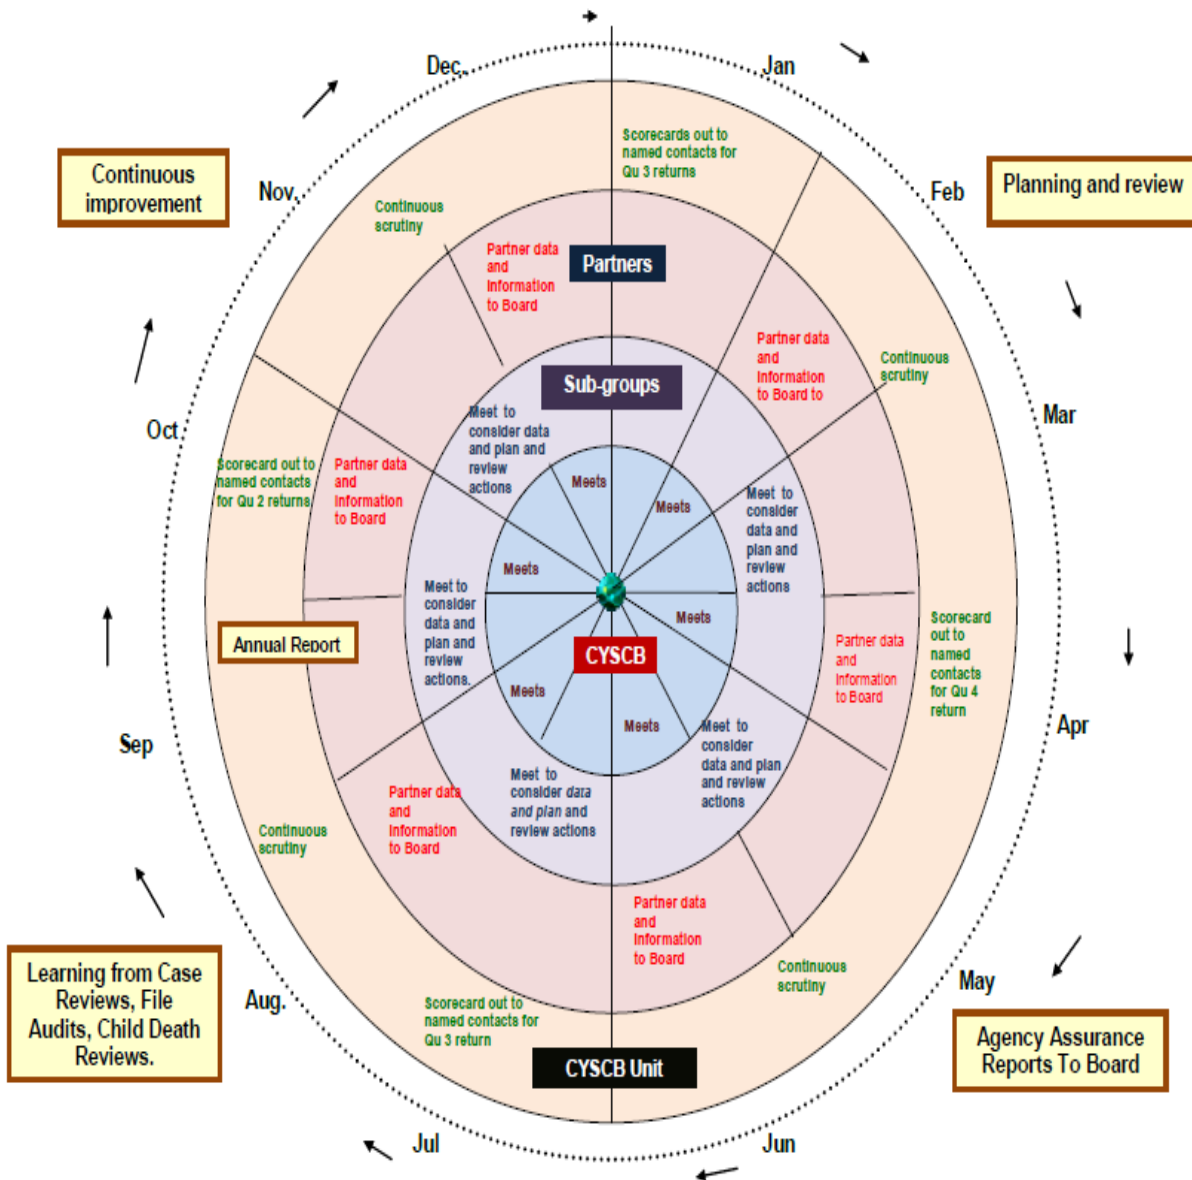 Dec.
Jan
Scorecards out to
named contacts for
Qu 3 returns
Continuous
improvement
Nov.
Feb
Planning and review
Continuous
scrutiny
Partner data
and
Information
to Board
Partners
Partner data
and
Information
to Board to
Continuous
scrutiny
Sub-groups
Oct
Mar
Meet to
consider data
and plan and
review
actions
Scorecard out to
named contacts
for Qu 2 returns
Partner data
and
Information
to Board
Meets
Meets
Meet to
consider
data and
plan and
review
actions
Meets
Meet to
consider
data and
plan and
review
actions.
Meets
Annual Report
CYSCB
Partner data
and
Information
to Board
Scorecard
out to
named
contacts
for Qu 4
return
Meets
Meets
Sep
Apr
Meet to
consider
data and plan
and review
actions
Meet to
consider data
and plan and
review actions
Partner data
and
Information
to Board
Continuous
scrutiny
Partner data
and
Information
to Board
Continuous
scrutiny
Learning from Case
Reviews, File
Audits, Child Death
Reviews.
Aug.
May
Scorecard out to
named contacts for
Qu 3 return
CYSCB Unit
Agency Assurance
Reports To Board
Jul
Jun